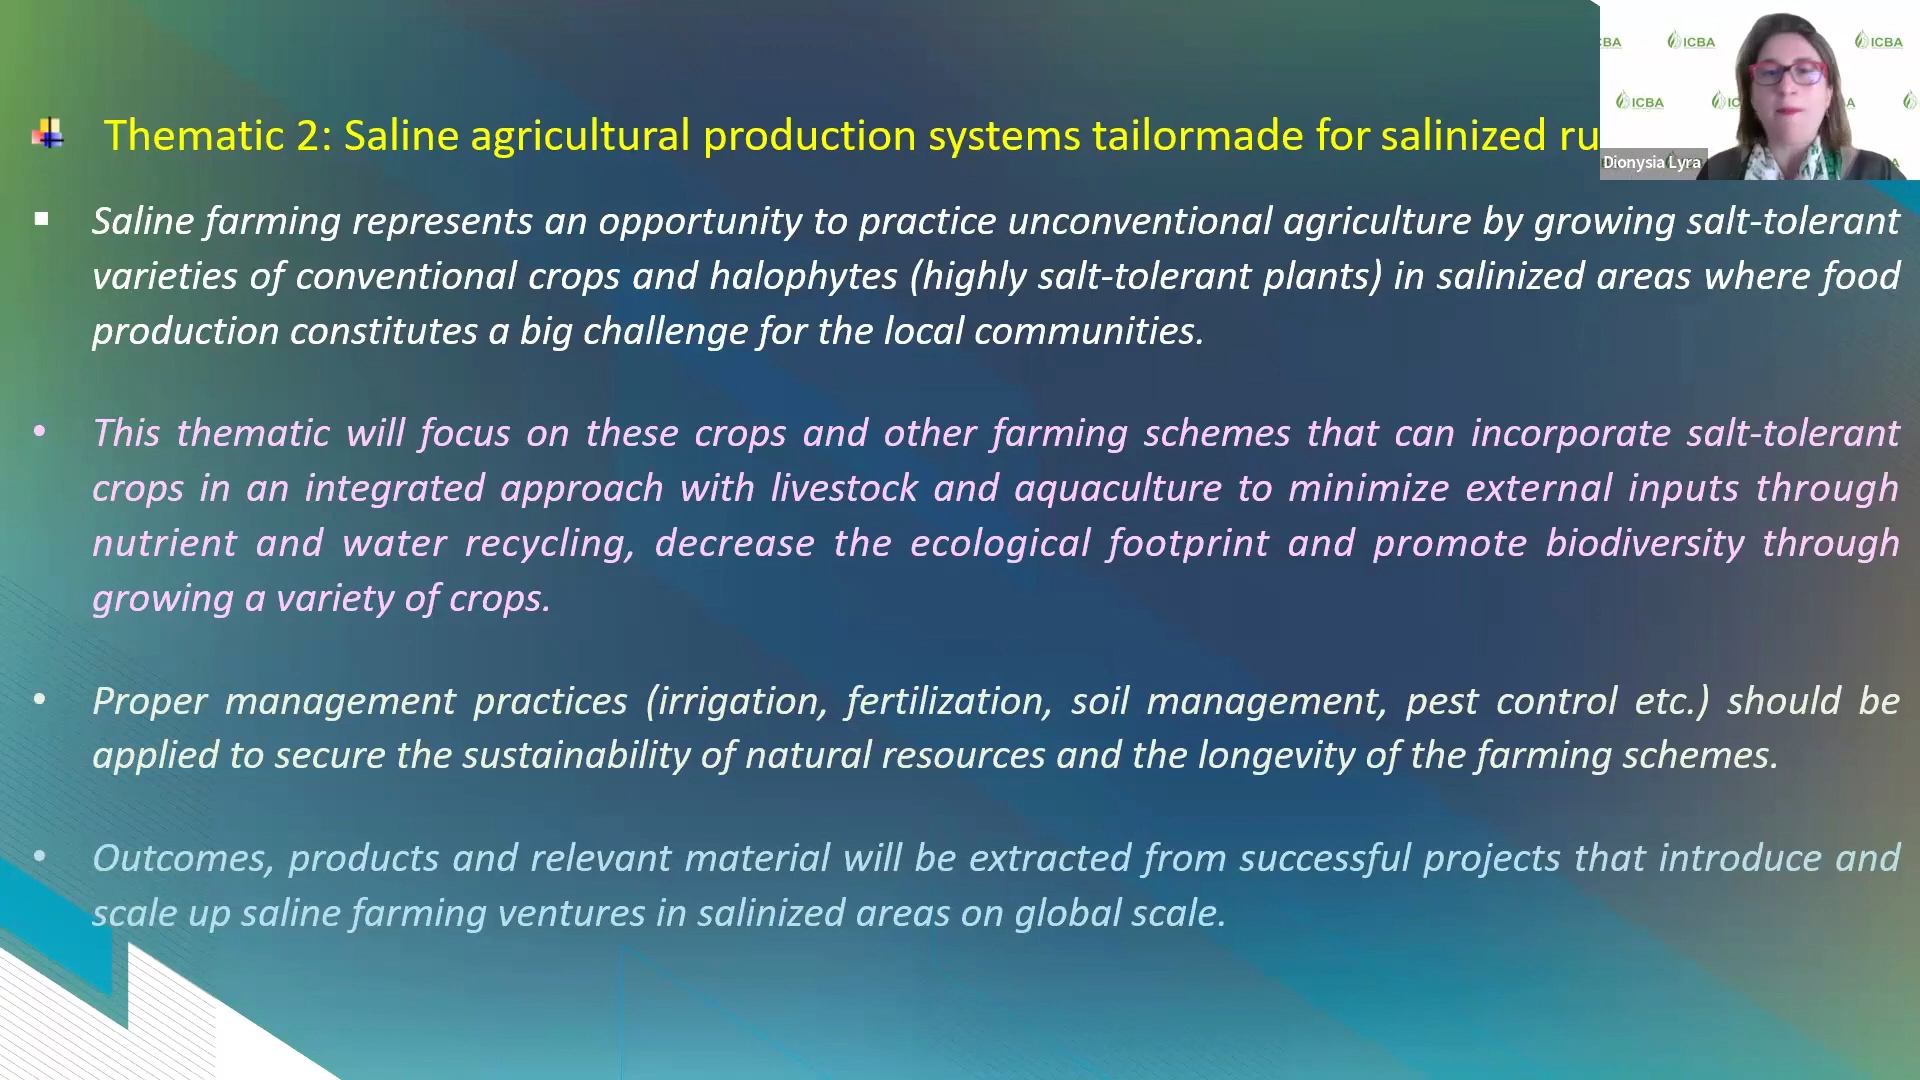 Thematic 2: Saline agricultural production systems tailormade for salinized
Saline farming represents an opportunity to practice unconventional agriculture by growing salt-tolerant
varieties of conventional crops and halophytes (highly salt-tolerant plants) in salinized areas where food
production constitutes a big challenge for the local communities.
This thematic will focus on these crops and other farming schemes that can incorporate salt-tolerant
crops in an integrated approach with livestock and aquaculture to minimize external inputs through
nutrient and water recycling, decrease the ecological footprint and promote biodiversity through
growing a variety of crops.
Proper management practices (irrigation, fertilization, soil management, pest control etc.) should be
applied to secure the sustainability of natural resources and the longevity of the farming schemes.
Outcomes, products and relevant material will be extracted from successful projects that introduce and
scale up saline farming ventures in salinized areas on global scale.
ICBA
ICBA
ICBA
Dionysia Lyra